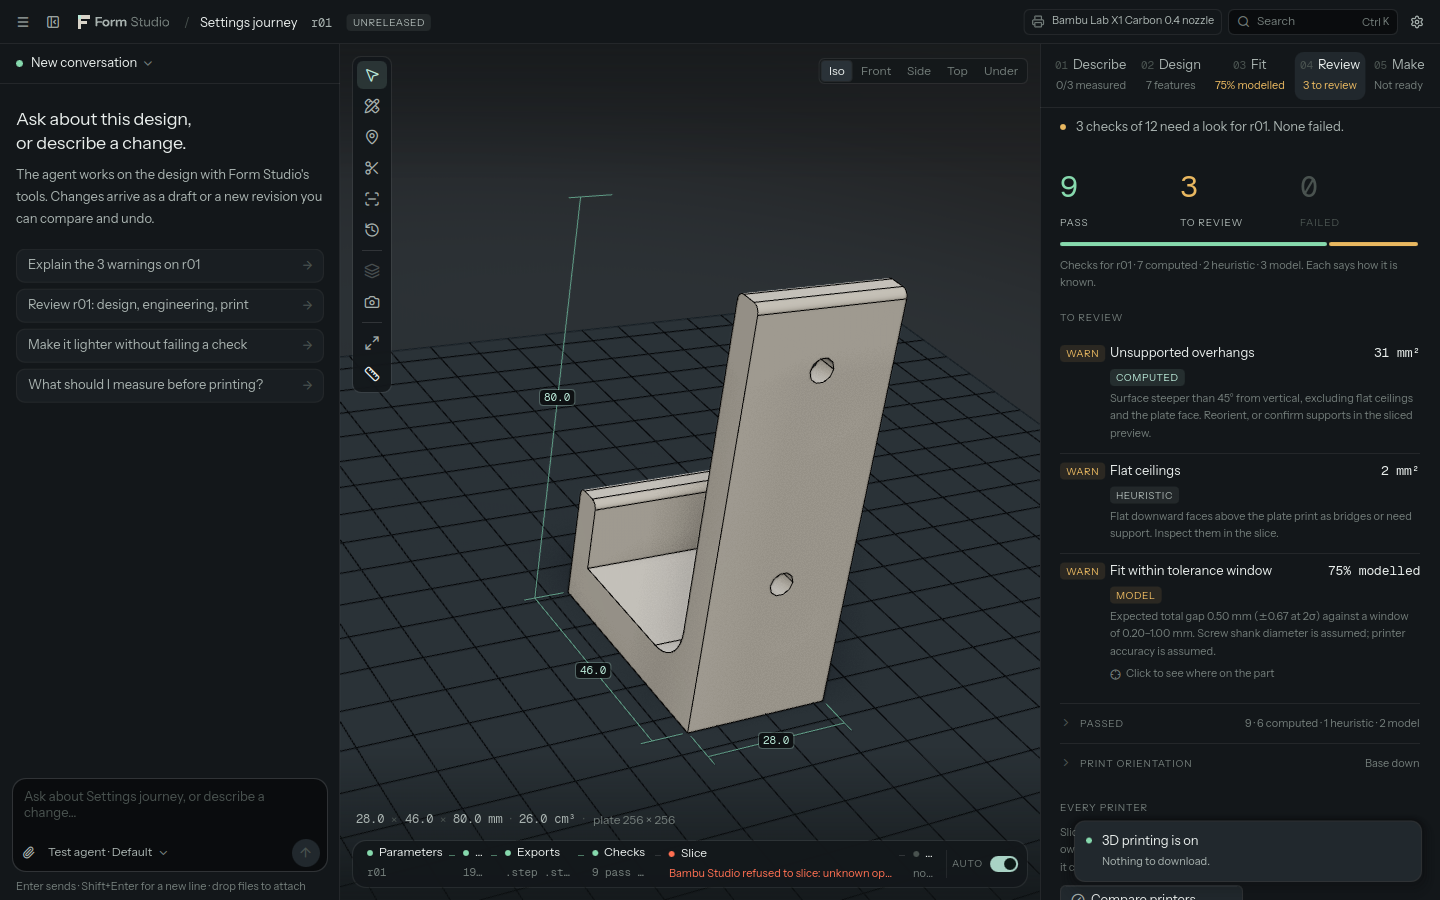 Form Studio / Settings journey r01 UNRELEASED
Bambu Lab X1 Carbon 0.4 nozzle
Search Ctrl K
New conversation
Ask about this design,
or describe a change.
The agent works on the design with Form Studio's
tools. Changes arrive as a draft or a new revision you
can compare and undo.
Explain the 3 warnings on r01
Review r01: design, engineering, print
Make it lighter without failing a check
What should I measure before printing?
Ask about Settings journey, or describe a
change…
Test agent · Default
Enter sends · Shift+Enter for a new line · drop files to attach
Iso Front Side Top Under
80.0
46.0
28.0
28.0 × 46.0 × 80.0 mm · 26.0 cm³ · plate 256 × 256
Parameters
r01
…
19…
Exports
.step .st…
Checks
9 pass …
Slice
Bambu Studio refused to slice: unknown op…
…
no…
AUTO
01 Describe
0/3 measured
02 Design
7 features
03 Fit
75% modelled
04 Review
3 to review
05 Make
Not ready
3 checks of 12 need a look for r01. None failed.
9 3 0
PASS TO REVIEW FAILED
Checks for r01 · 7 computed · 2 heuristic · 3 model. Each says how it is
known.
TO REVIEW
WARN Unsupported overhangs 31 mm²
COMPUTED
Surface steeper than 45° from vertical, excluding flat ceilings
and the plate face. Reorient, or confirm supports in the sliced
preview.
WARN Flat ceilings 2 mm²
HEURISTIC
Flat downward faces above the plate print as bridges or need
support. Inspect them in the slice.
WARN Fit within tolerance window 75% modelled
MODEL
Expected total gap 0.50 mm (±0.67 at 2σ) against a window
of 0.20–1.00 mm. Screw shank diameter is assumed; printer
accuracy is assumed.
Click to see where on the part
PASSED 9 · 6 computed · 1 heuristic · 2 model
PRINT ORIENTATION Base down
EVERY PRINTER
3D printing is on
Nothing to download.
Compare printers